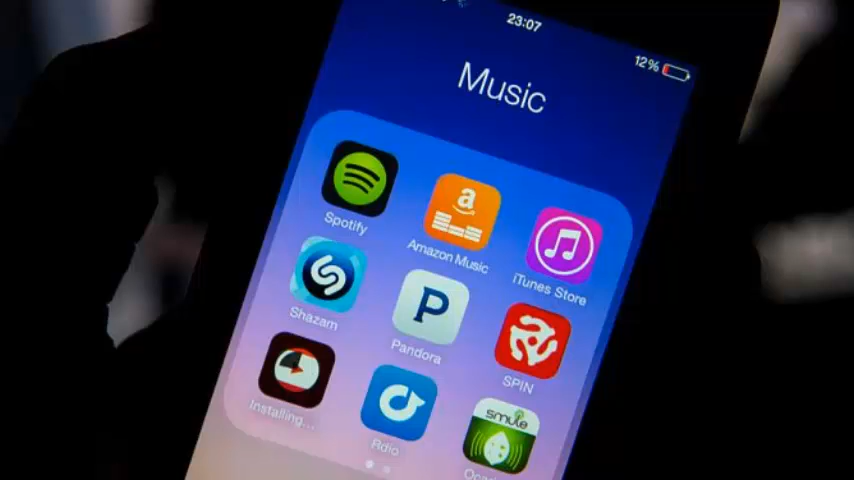 23:07
12%
Music
a
Spotify
Amazon Music
iTunes Store
P
Shazam
Pandora
SPIN
smule
Installing...
Rdio